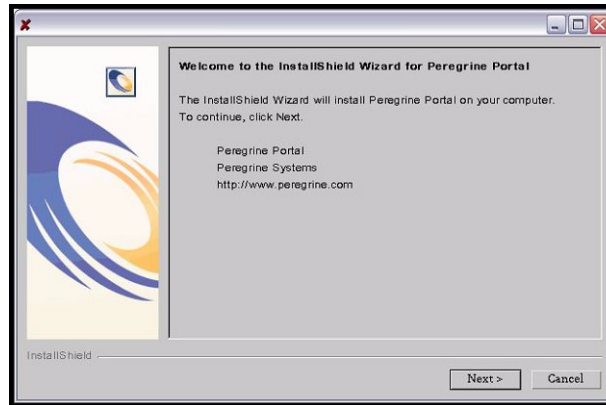 Welcome to the InstallShield Wizard for Peregrine Portal
The InstallShield Wizard will install Peregrine Portal on your computer.
To continue, click Next.
Peregrine Portal
Peregrine Systems
http://www.peregrine.com
InstallShield
Next >
Cancel